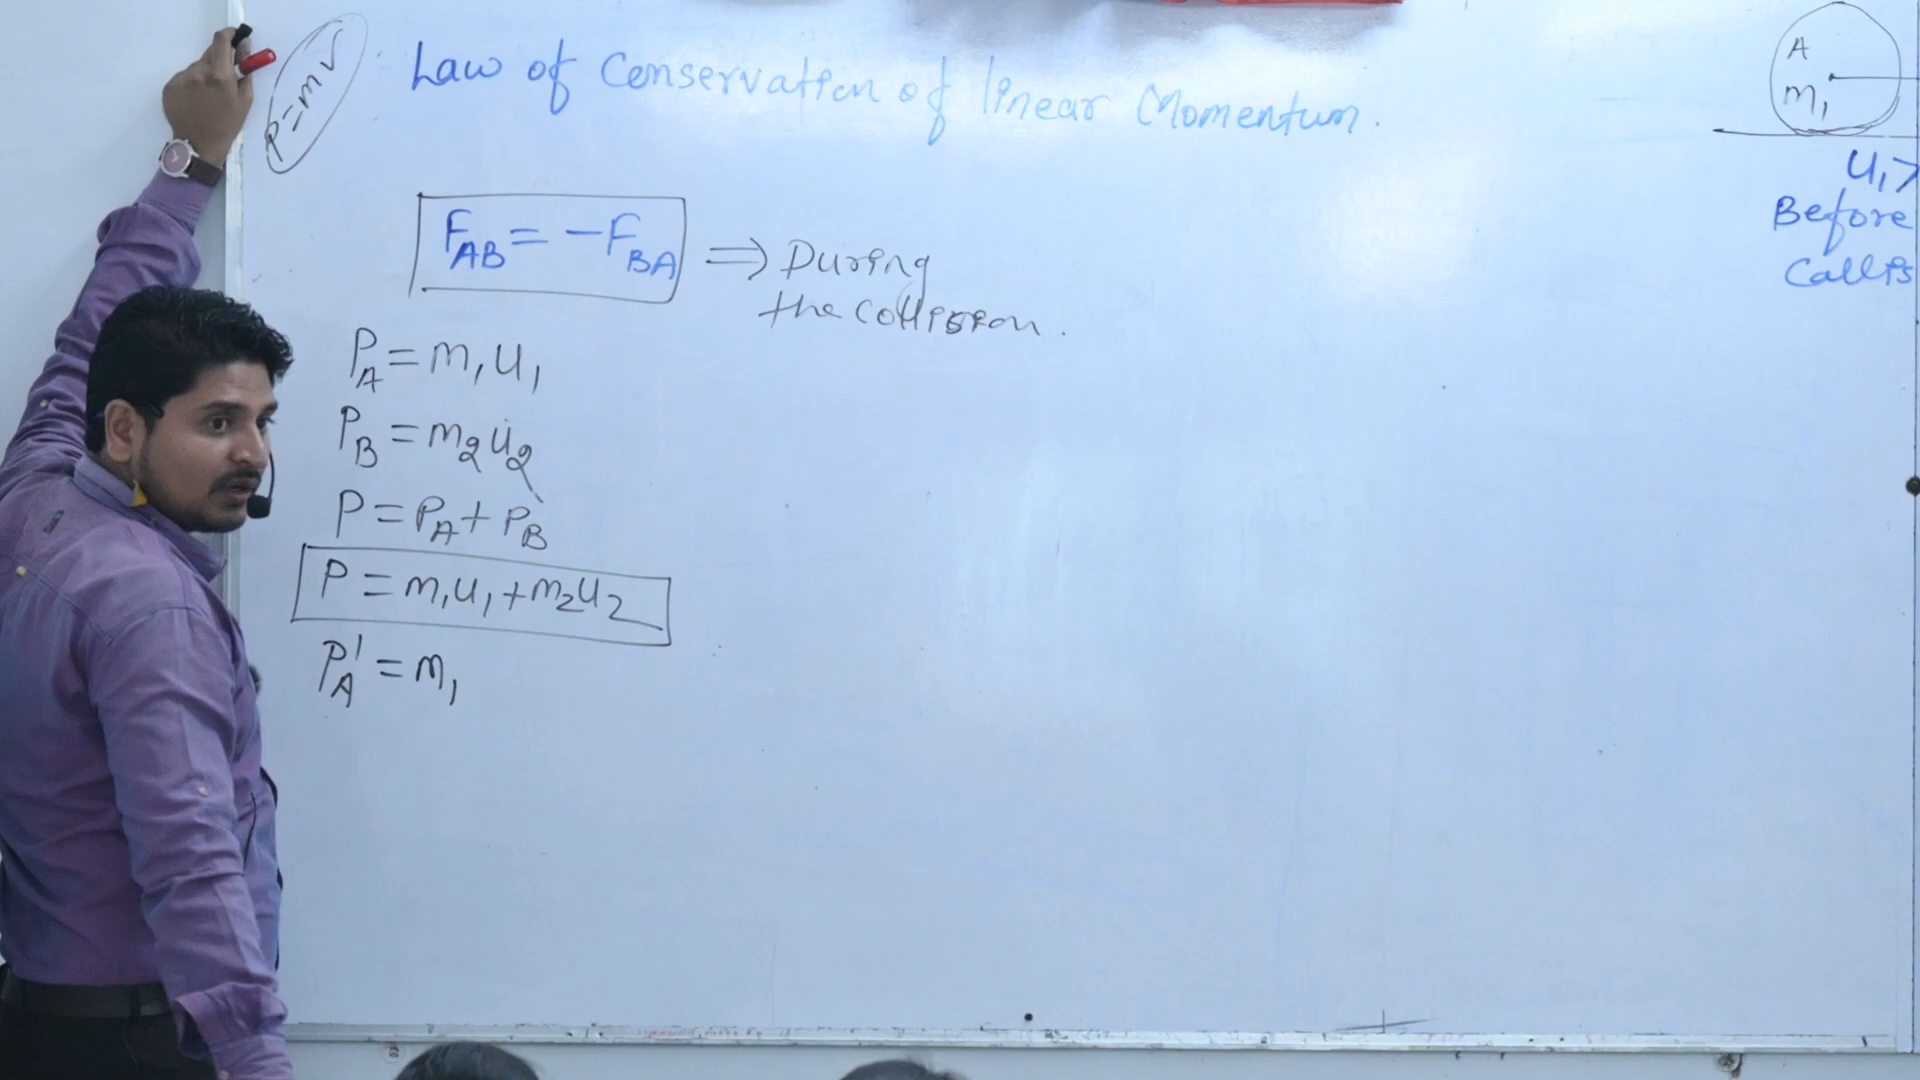 P=mv
Law of Conservation of linear Momentum.
F_AB = -F_BA ⇒ During
the collision.
P_A = m₁u₁
P_B = m₂u₂
P = P_A + P_B
P = m₁u₁ + m₂u₂
P'_A = m₁
A
m₁
u₁>
Before
Collis